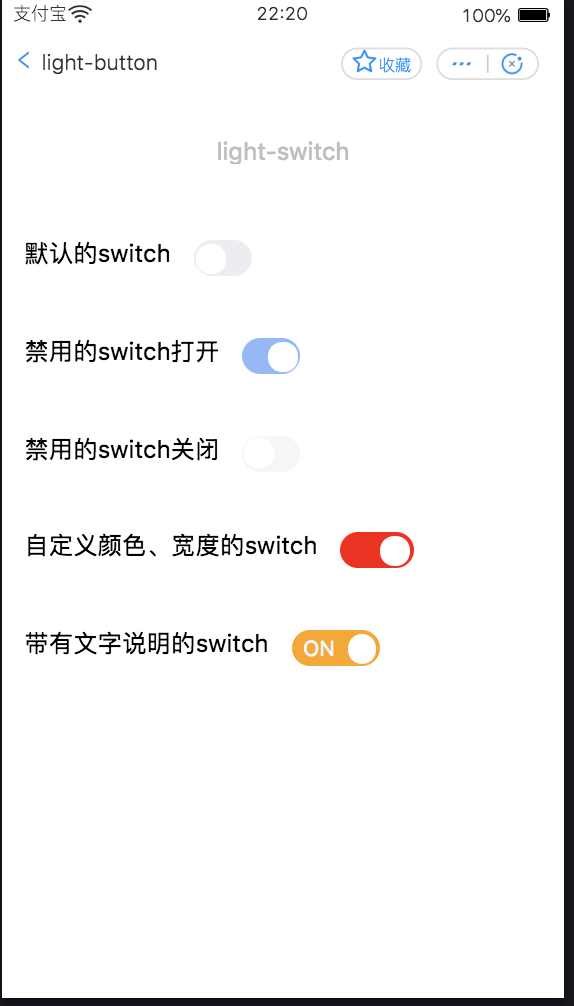 支付宝 22:20 100%
light-button 收藏
light-switch
默认的switch
禁用的switch打开
禁用的switch关闭
自定义颜色、宽度的switch
带有文字说明的switch ON